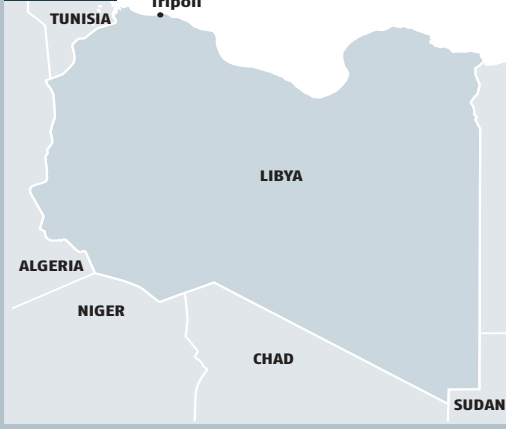 Tripoli
TUNISIA
LIBYA
ALGERIA
NIGER
CHAD
SUDAN